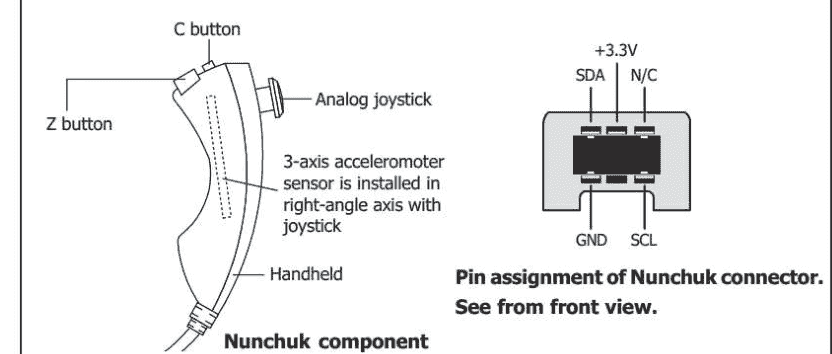 C button
Z button
Analog joystick
3-axis acceleromoter
sensor is installed in
right-angle axis with
joystick
Handheld
Nunchuk component
+3.3V
SDA N/C
GND SCL
Pin assignment of Nunchuk connector.
See from front view.